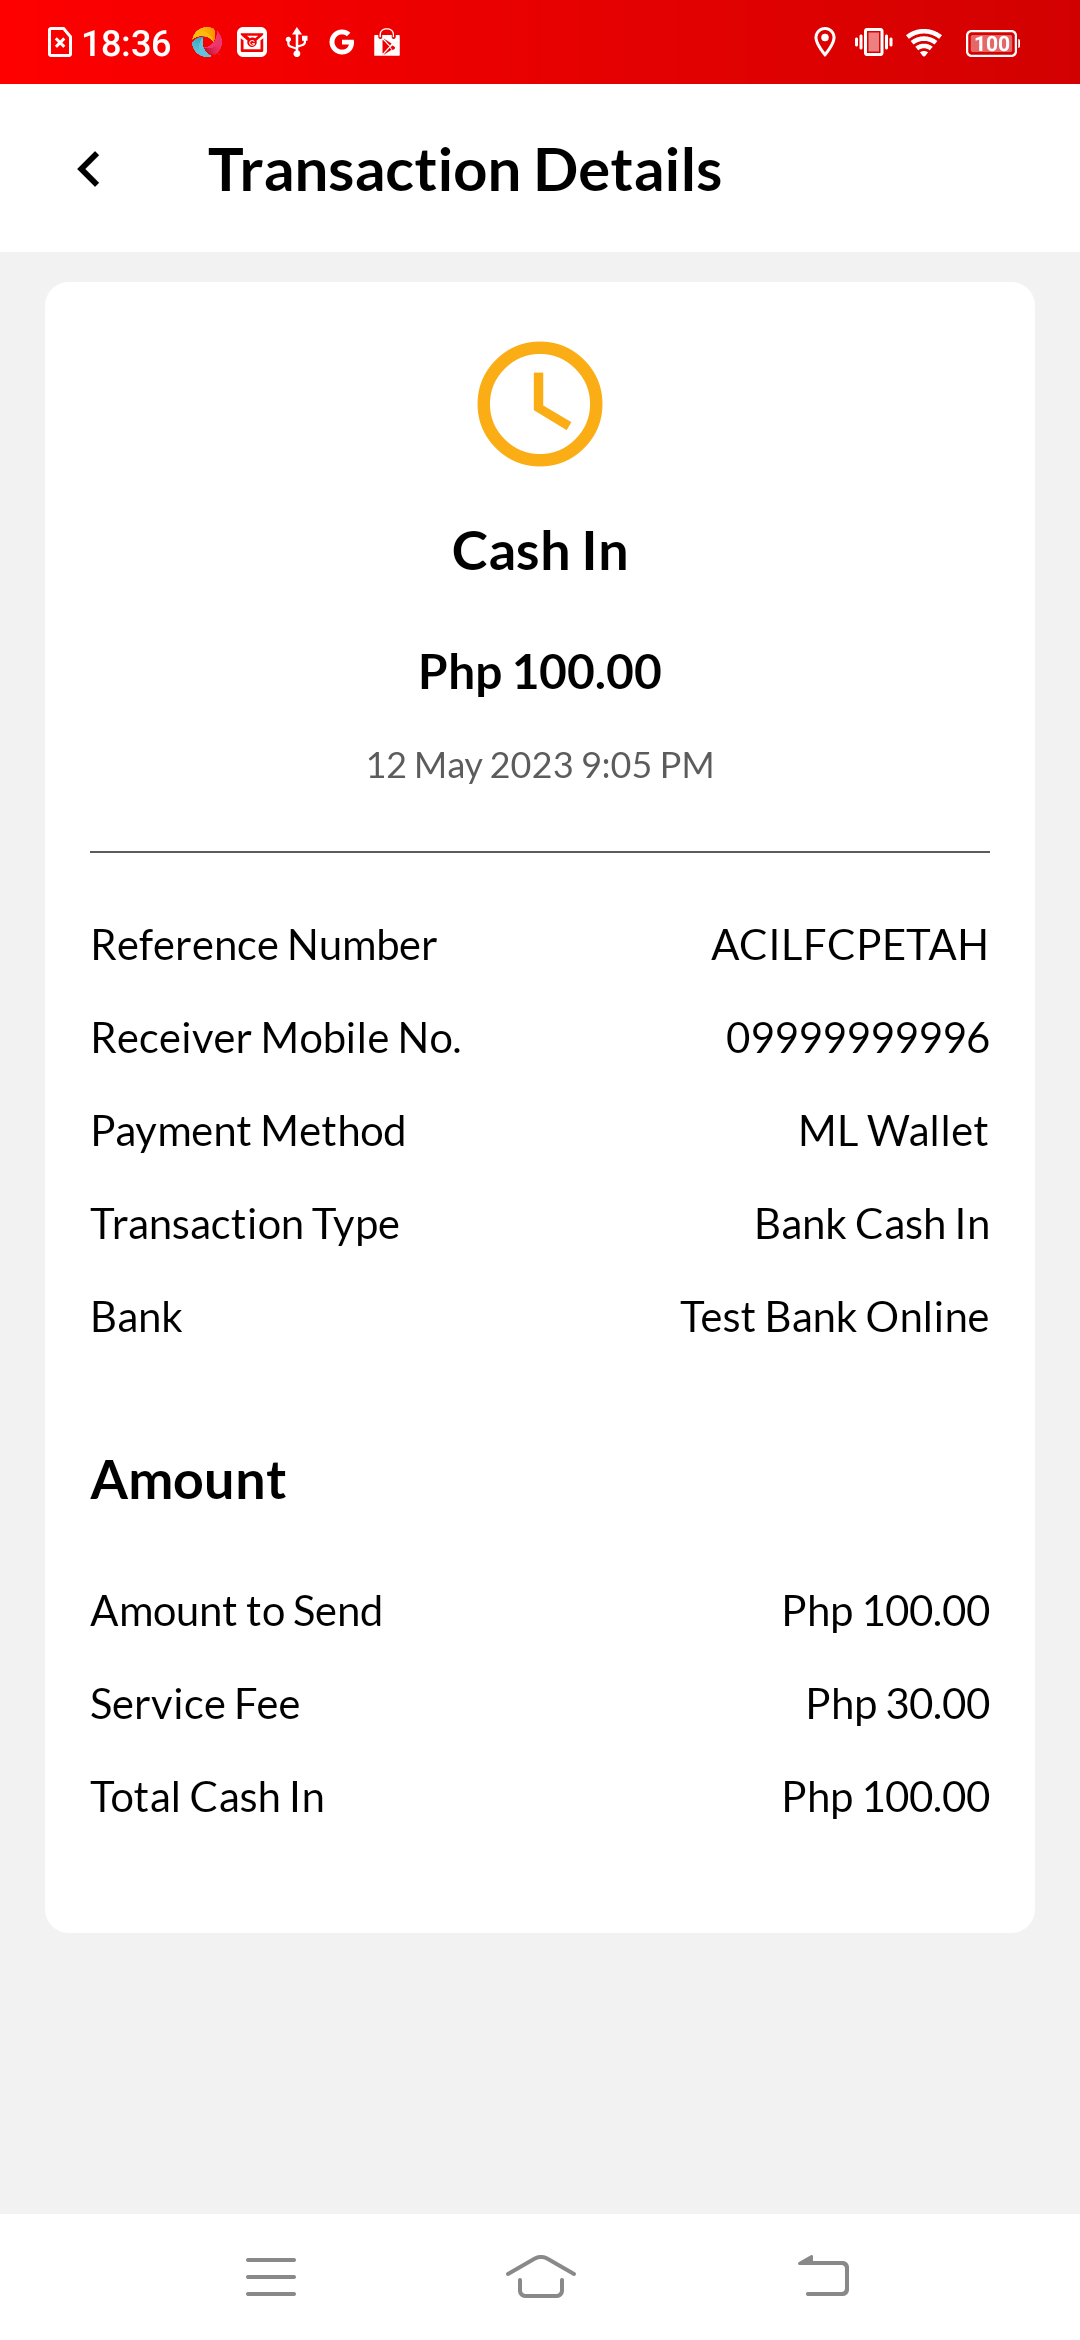 18:36
100
Transaction Details
Cash In
Php 100.00
12 May 2023 9:05 PM
Reference Number ACILFCPETAH
Receiver Mobile No. 09999999996
Payment Method ML Wallet
Transaction Type Bank Cash In
Bank Test Bank Online
Amount
Amount to Send Php 100.00
Service Fee Php 30.00
Total Cash In Php 100.00